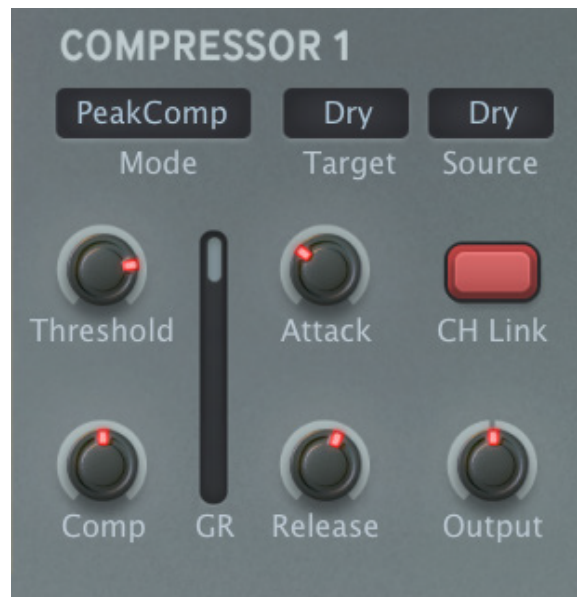 COMPRESSOR 1
PeakComp Dry Dry
Mode Target Source
Threshold Attack CH Link
Comp GR Release Output